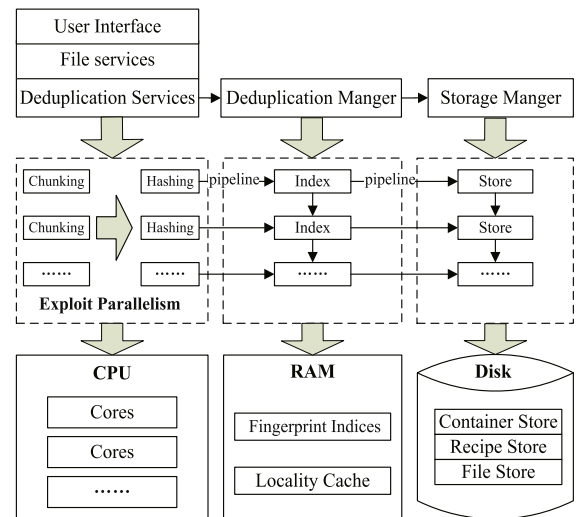 User Interface
File services
Deduplication Services
Deduplication Manger
Storage Manger
Chunking
Hashing
pipeline
Index
pipeline
Store
Chunking
Hashing
Index
Store
......
......
......
......
Exploit Parallelism
CPU
Cores
Cores
......
RAM
Fingerprint Indices
Locality Cache
Disk
Container Store
Recipe Store
File Store